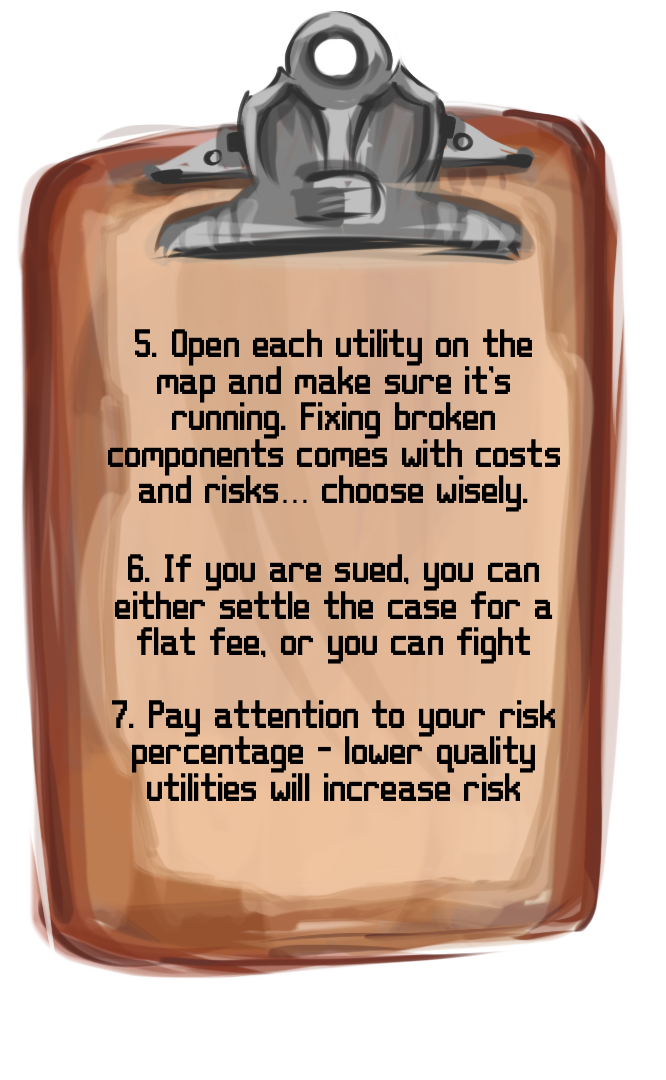 5. Open each utility on the
map and make sure it's
running. Fixing broken
components comes with costs
and risks... choose wisely.
6. If you are sued, you can
either settle the case for a
flat fee, or you can fight
7. Pay attention to your risk
percentage - lower quality
utilities will increase risk